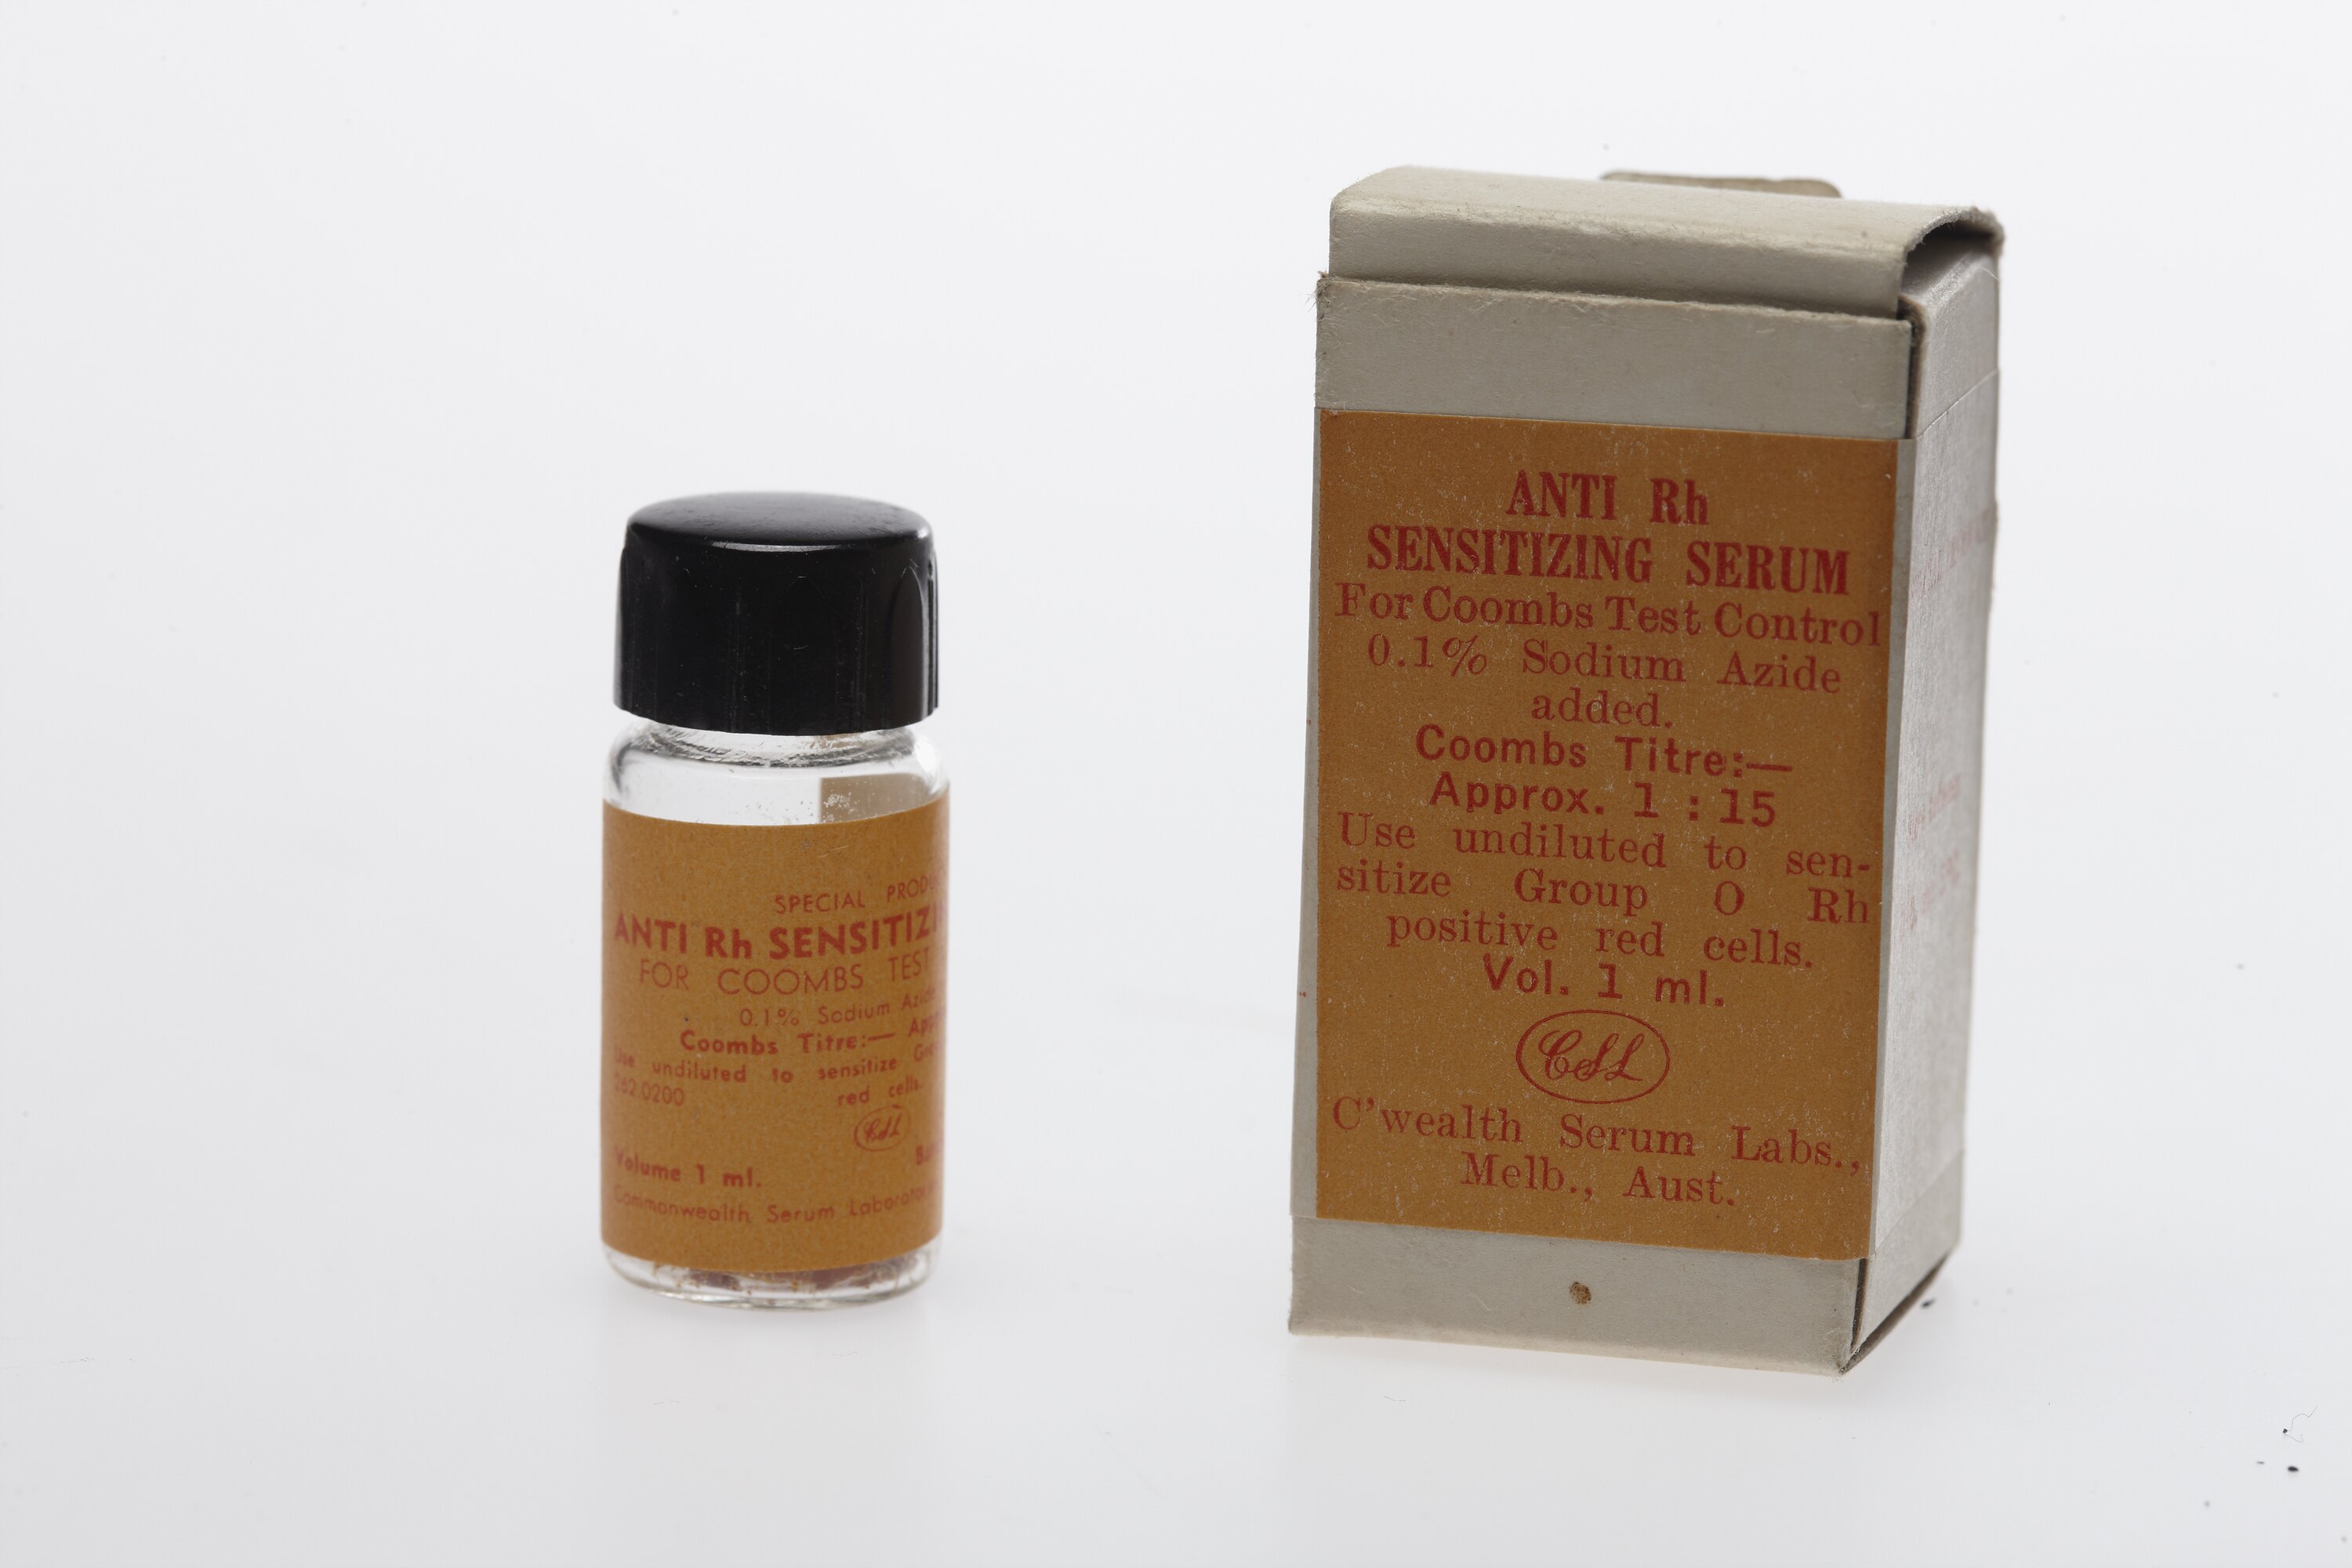 SPECIAL
ANTI Rh
FOR COOMBS TEST
0.1% Sodium
Coombs Titre:—
Use undiluted to sensitize
262.0200 red cells.
CSL
Volume 1 ml.
Commonwealth Serum
ANTI Rh
SENSITIZING SERUM
For Coombs Test Control
0.1% Sodium Azide
added.
Coombs Titre:—
Approx. 1 : 15
Use undiluted to sen-
sitize Group O Rh
positive red cells.
Vol. 1 ml.
CSL
C'wealth Serum Labs.,
Melb., Aust.